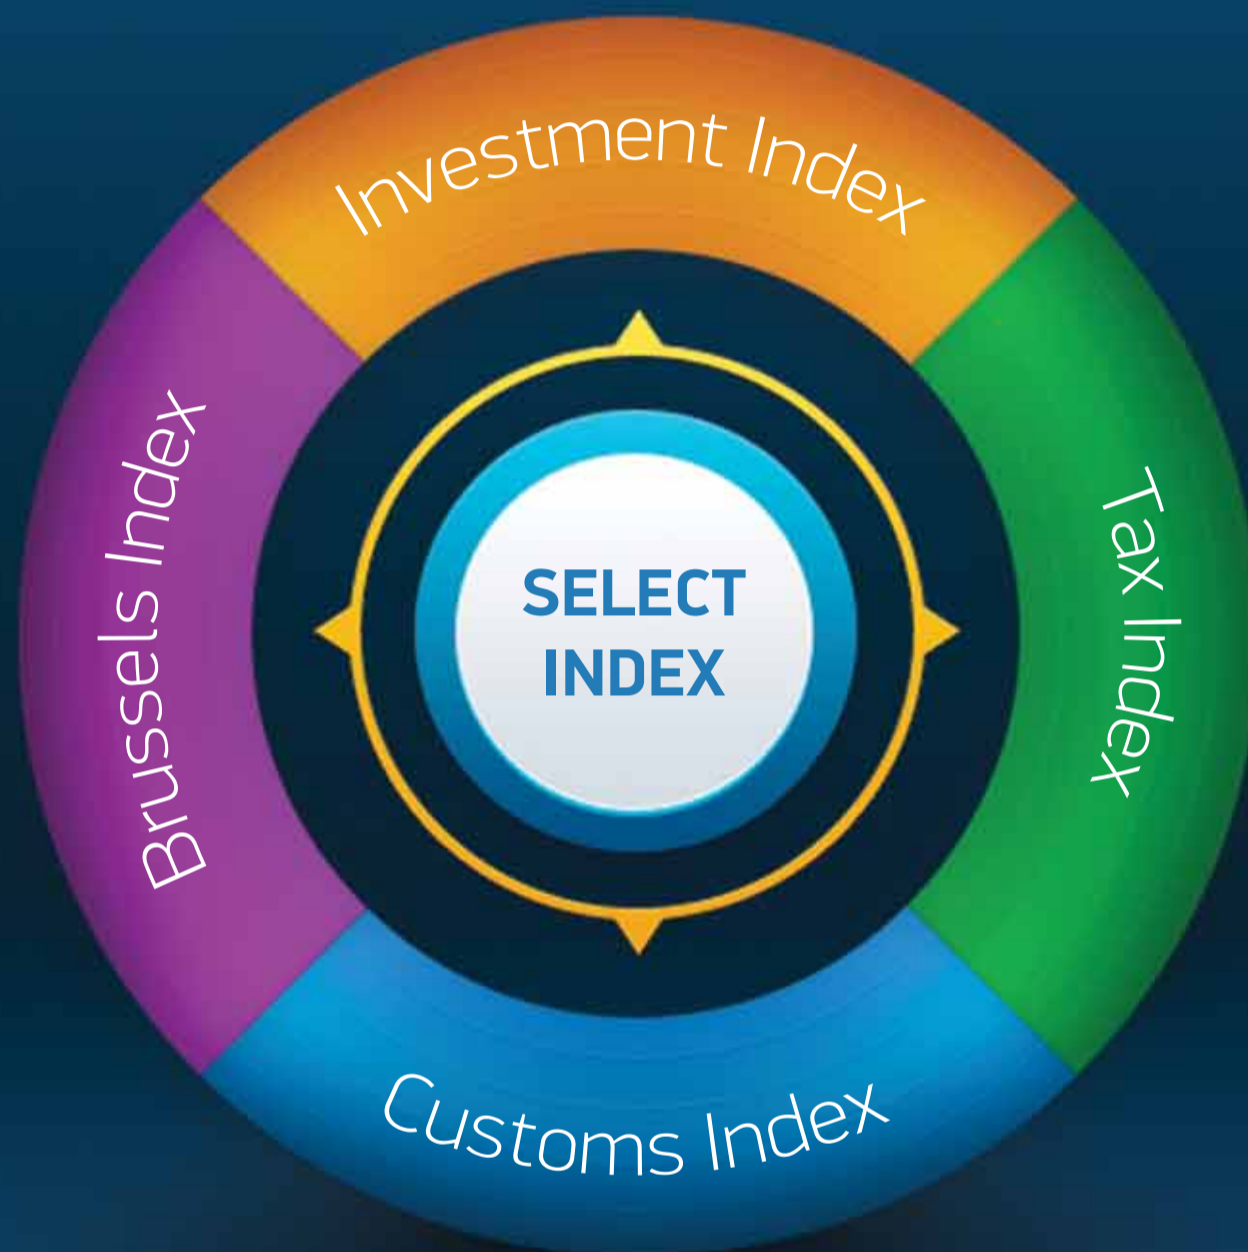 Investment Index
Tax Index
Customs Index
Brussels Index
SELECT
INDEX